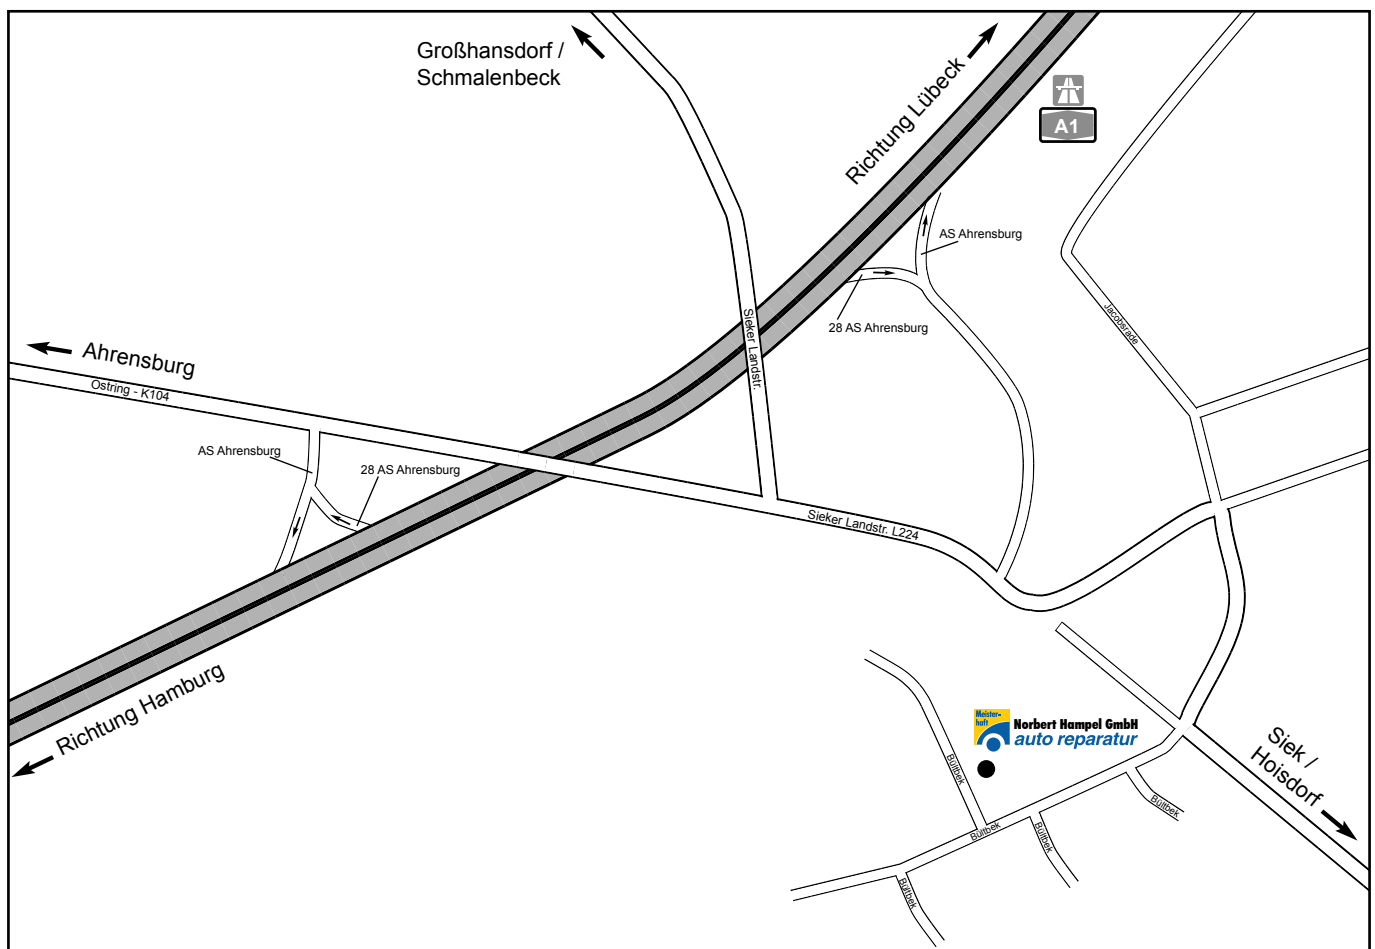 Großhansdorf /
Schmalenbeck
Richtung Lübeck
A1
AS Ahrensburg
28 AS Ahrensburg
Jacobsrade
Sieker Landstr.
Ahrensburg
Ostring - K104
AS Ahrensburg
28 AS Ahrensburg
Sieker Landstr. L224
Richtung Hamburg
Meister-
haft
Norbert Hampel GmbH
auto reparatur
Siek /
Hoisdorf
Bültbek
Bültbek
Bültbek
Bültbek
Bültbek